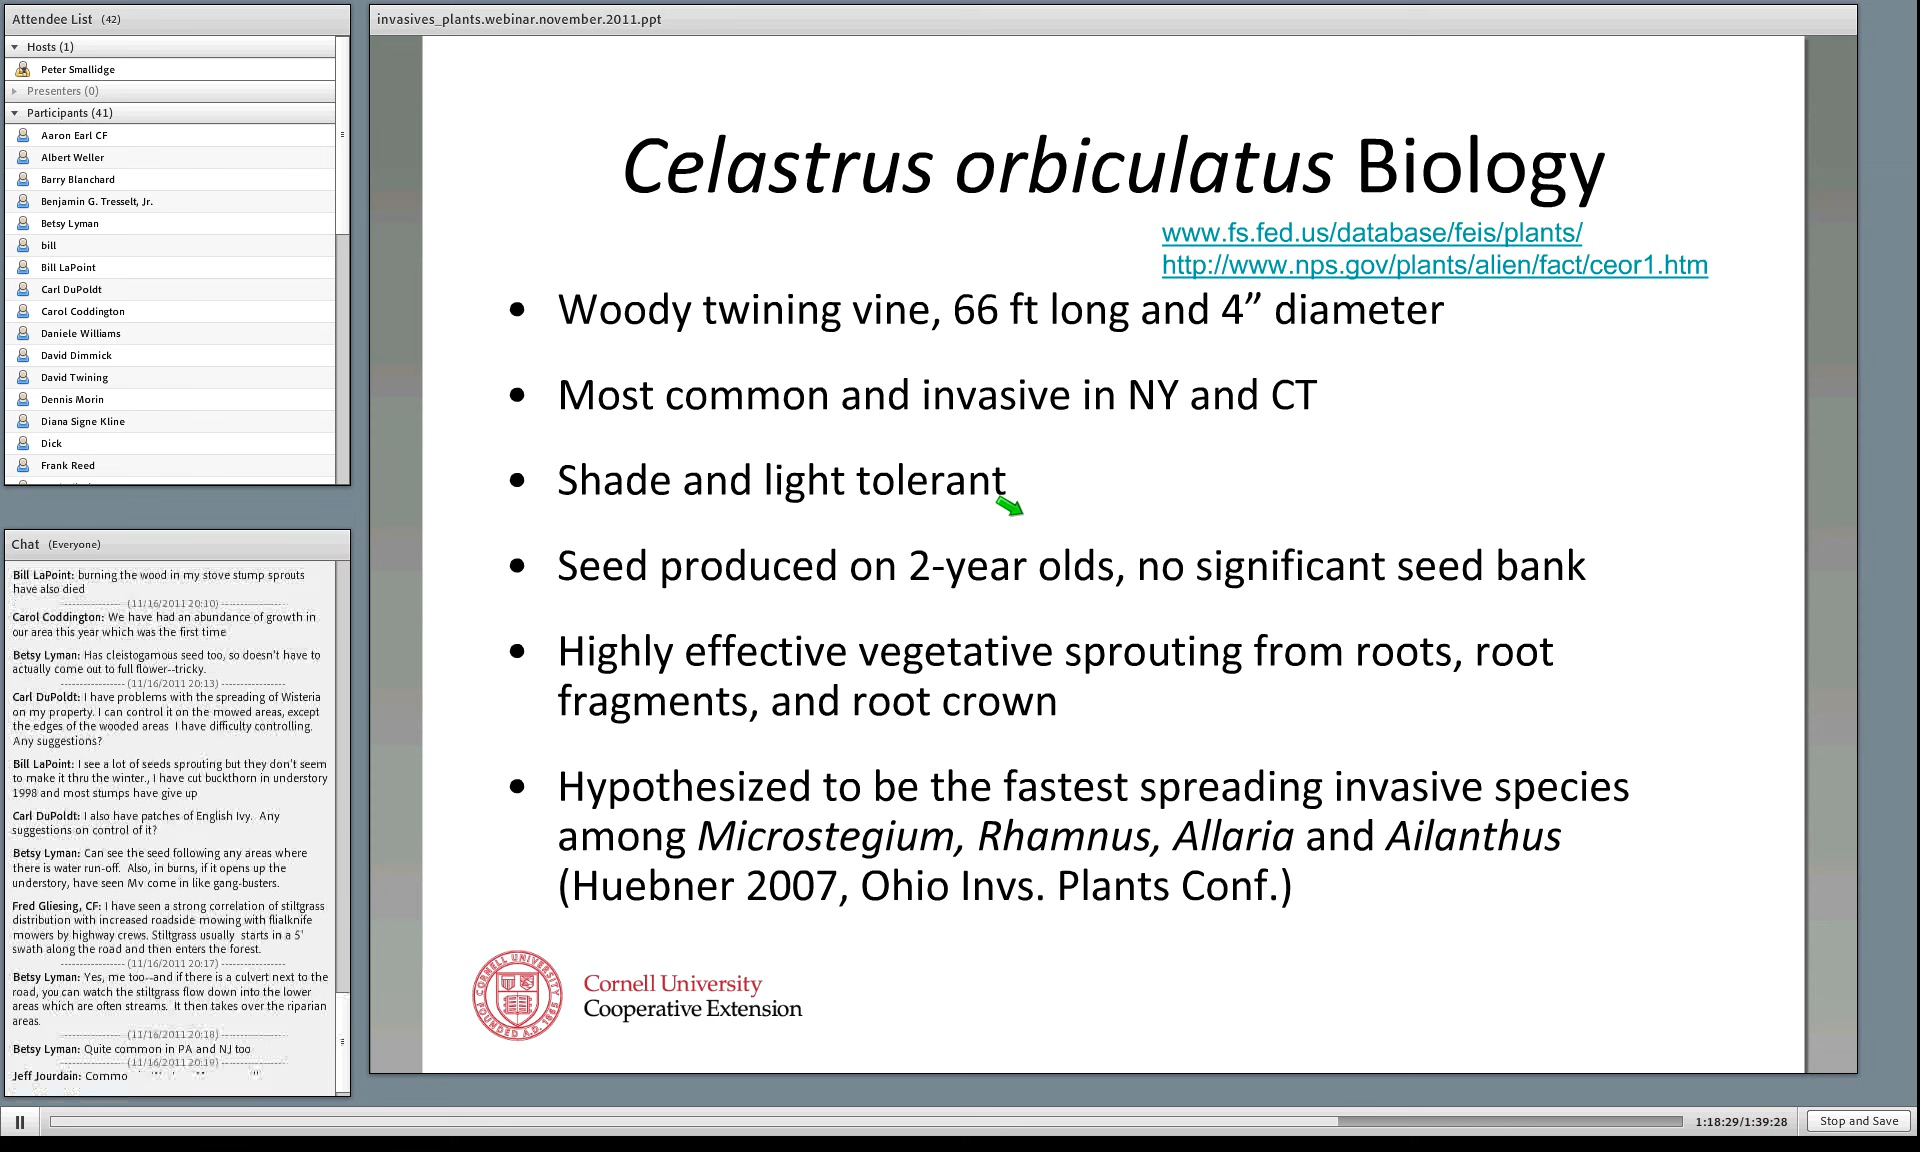 Attendee List (42)
Hosts (1)
Peter Smallidge
Presenters (0)
Participants (41)
Aaron Earl CF
Albert Weller
Barry Blanchard
Benjamin G. Tresselt, Jr.
Betsy Lyman
bill
Bill LaPoint
Carl DuPoldt
Carol Coddington
Daniele Williams
David Dimmick
David Twining
Dennis Morin
Diana Signe Kline
Dick
Frank Reed
Chat (Everyone)
Bill LaPoint: burning the wood in my stove stump sprouts
have also died
(11/16/2011 20:10)
Carol Coddington: We have had an abundance of growth in
our area this year which was the first time
Betsy Lyman: Has cleistogamous seed too, so doesn't have to
actually come out to full flower--tricky.
(11/16/2011 20:13)
Carl DuPoldt: I have problems with the spreading of Wisteria
on my property. I can control it on the mowed areas, except
the edges of the wooded areas I have difficulty controlling.
Any suggestions?
Bill LaPoint: I see a lot of seeds sprouting but they don't seem
to make it thru the winter., I have cut buckthorn in understory
1998 and most stumps have give up
Carl DuPoldt: I also have patches of English Ivy. Any
suggestions on control of it?
Betsy Lyman: Can see the seed following any areas where
there is water run-off. Also, in burns, if it opens up the
understory, have seen Mv come in like gang-busters.
Fred Gliesing, CF: I have seen a strong correlation of stiltgrass
distribution with increased roadside mowing with flialknife
mowers by highway crews. Stiltgrass usually starts in a 5'
swath along the road and then enters the forest.
(11/16/2011 20:17)
Betsy Lyman: Yes, me too--and if there is a culvert next to the
road, you can watch the stiltgrass flow down into the lower
areas which are often streams. It then takes over the riparian
areas.
(11/16/2011 20:18)
Betsy Lyman: Quite common in PA and NJ too
(11/16/2011 20:19)
Jeff Jourdain: Commo
invasives_plants.webinar.november.2011.ppt
Celastrus orbiculatus Biology
www.fs.fed.us/database/feis/plants/
http://www.nps.gov/plants/alien/fact/ceor1.htm
• Woody twining vine, 66 ft long and 4” diameter
• Most common and invasive in NY and CT
• Shade and light tolerant
• Seed produced on 2-year olds, no significant seed bank
• Highly effective vegetative sprouting from roots, root
fragments, and root crown
• Hypothesized to be the fastest spreading invasive species
among Microstegium, Rhamnus, Allaria and Ailanthus
(Huebner 2007, Ohio Invs. Plants Conf.)
CORNELL UNIVERSITY
FOUNDED A.D. 1865
Cornell University
Cooperative Extension
1:18:29/1:39:28
Stop and Save